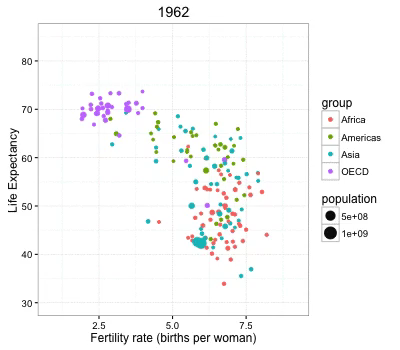 1962
Life Expectancy
80
70
60
50
40
30
2.5 5.0 7.5
Fertility rate (births per woman)
group
Africa
Americas
Asia
OECD
population
5e+08
1e+09